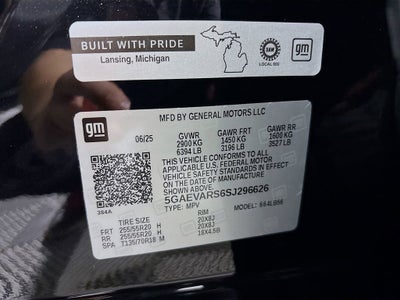 BUILT WITH PRIDE
Lansing, Michigan
UAW
LOCAL 602
gm
MFD BY GENERAL MOTORS LLC
gm
06/25
GVWR GAWR FRT GAWR RR
2900 KG 1450 KG 1600 KG
6394 LB 3196 LB 3527 LB
THIS VEHICLE CONFORMS TO ALL
APPLICABLE U.S. FEDERAL MOTOR
VEHICLE SAFETY STANDARDS IN
EFFECT ON THE DATE OF MANUFACTURE
SHOWN ABOVE.
5GAEVARS6SJ296626
TYPE: MPV MODEL: 664LB56
384A
TIRE SIZE RIM
FRT 255/55R20 H 20X8J
RR 255/55R20 H 20X8J
SPA T135/70R18 M 18X4.5B